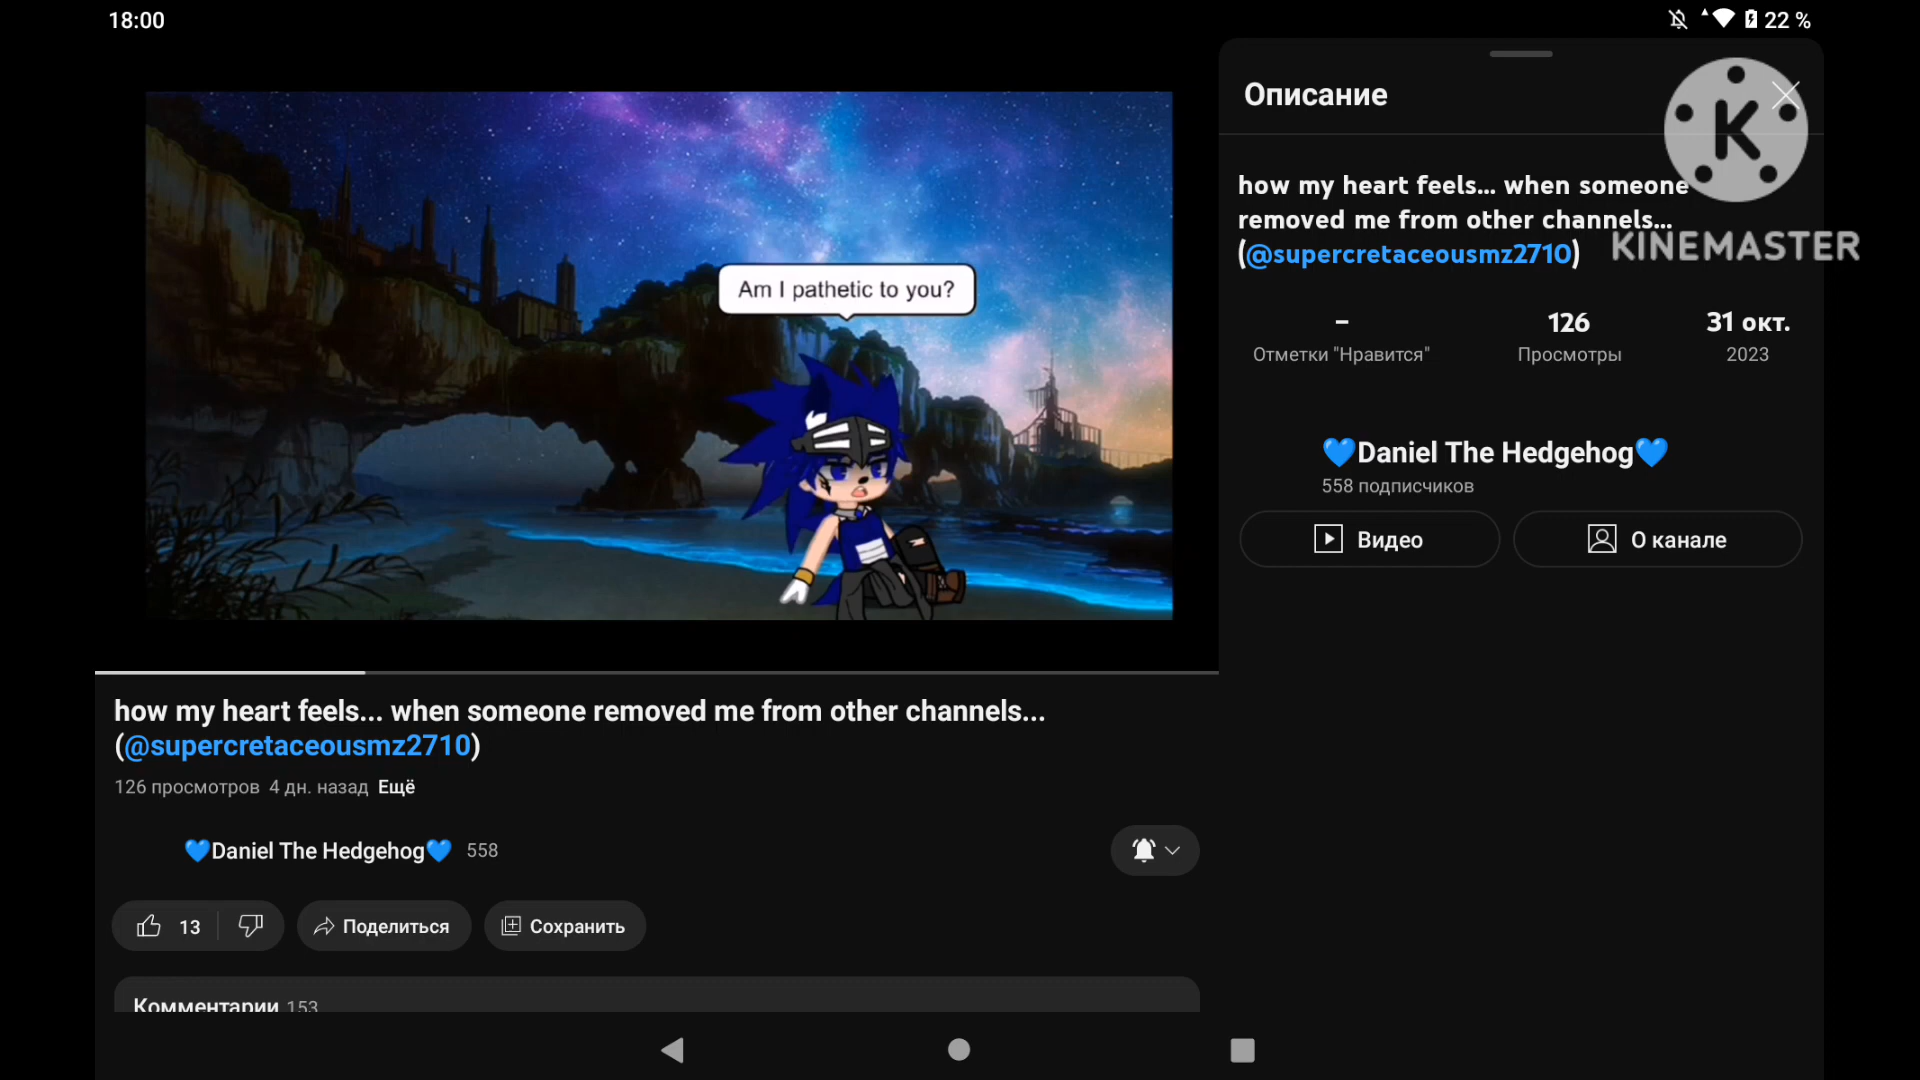 18:00
22 %
Am I pathetic to you?
how my heart feels... when someone removed me from other channels...
(@supercretaceousmz2710)
126 просмотров 4 дн. назад Ещё
💙Daniel The Hedgehog💙 558
13
Поделиться
Сохранить
Комментарии 153
Описание
K
KINEMASTER
how my heart feels... when someone
removed me from other channels...
(@supercretaceousmz2710)
– 126 31 окт.
Отметки "Нравится" Просмотры 2023
💙Daniel The Hedgehog💙
558 подписчиков
Видео
О канале